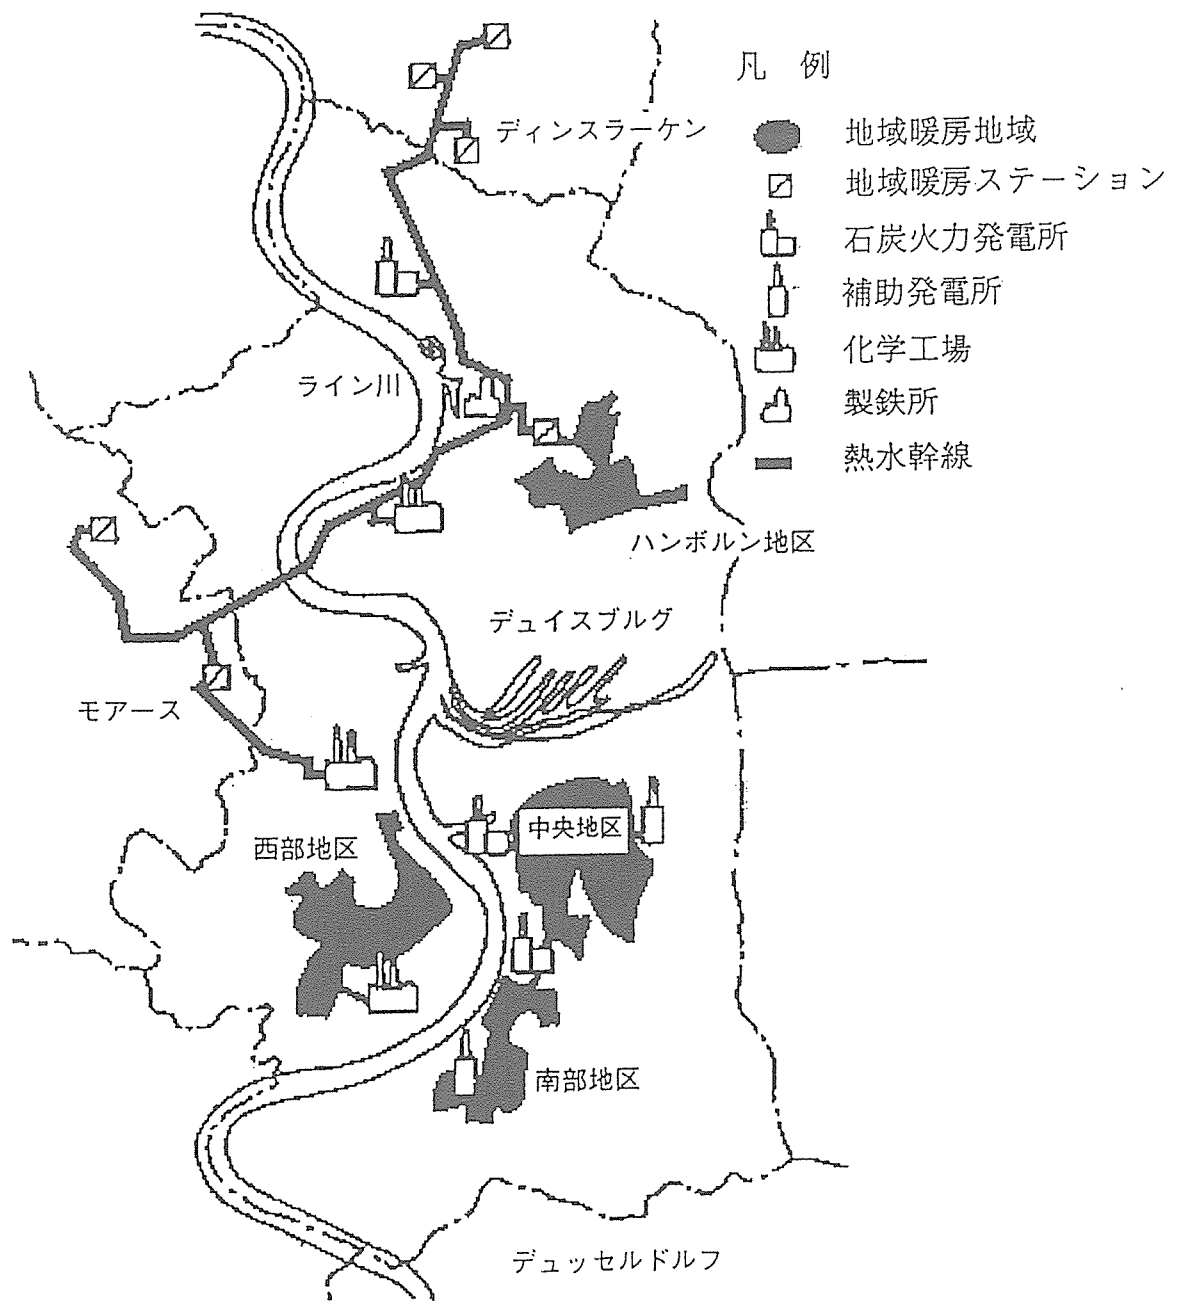 凡 例
地域暖房地域
地域暖房ステーション
石炭火力発電所
補助発電所
化学工場
製鉄所
熱水幹線
ディンスラーケン
ライン川
ハンボルン地区
デュイスブルグ
モアース
中央地区
西部地区
南部地区
デュッセルドルフ